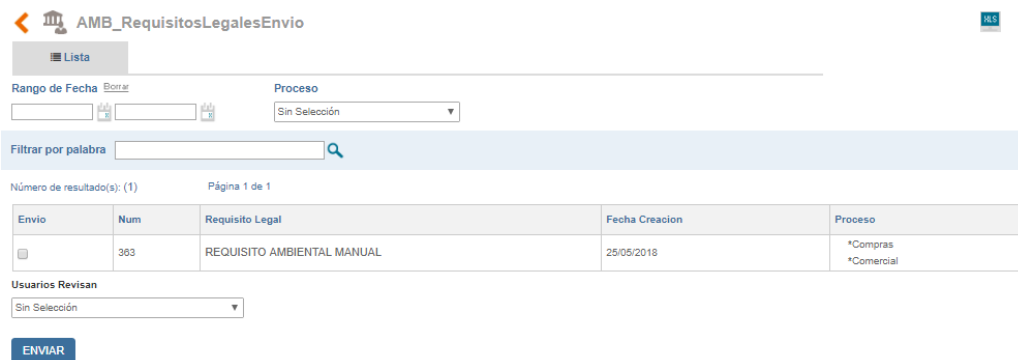 AMB_RequisitosLegalesEnvio
HLS
Lista
Rango de Fecha Borrar
Proceso
Sin Selección
Filtrar por palabra
Número de resultado(s): (1) Página 1 de 1
Envio Num Requisito Legal Fecha Creacion Proceso
363 REQUISITO AMBIENTAL MANUAL 25/05/2018 *Compras
*Comercial
Usuarios Revisan
Sin Selección
ENVIAR